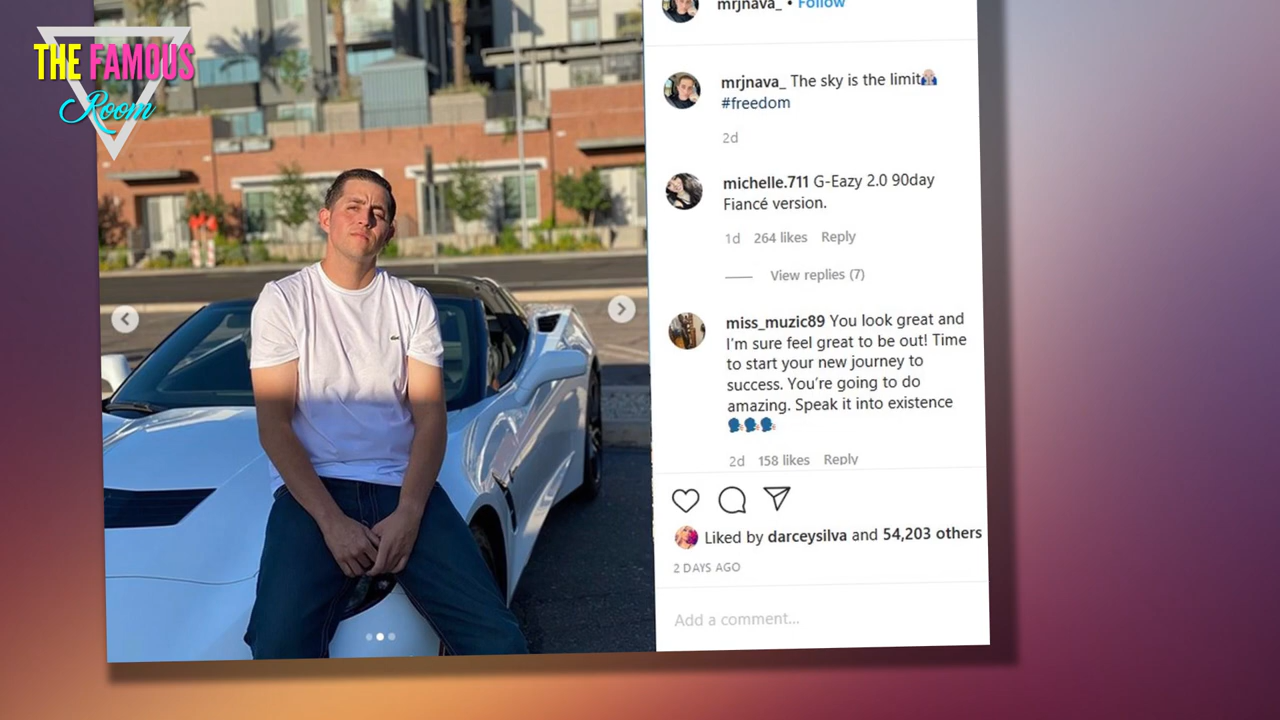 THE FAMOUS
Room
mrjnava_ • Follow
mrjnava_ The sky is the limit
#freedom
2d
michelle.711 G-Eazy 2.0 90day
Fiancé version.
1d 264 likes Reply
View replies (7)
miss_muzic89 You look great and
I'm sure feel great to be out! Time
to start your new journey to
success. You're going to do
amazing. Speak it into existence
2d 158 likes Reply
Liked by darceysilva and 54,203 others
2 DAYS AGO
Add a comment...